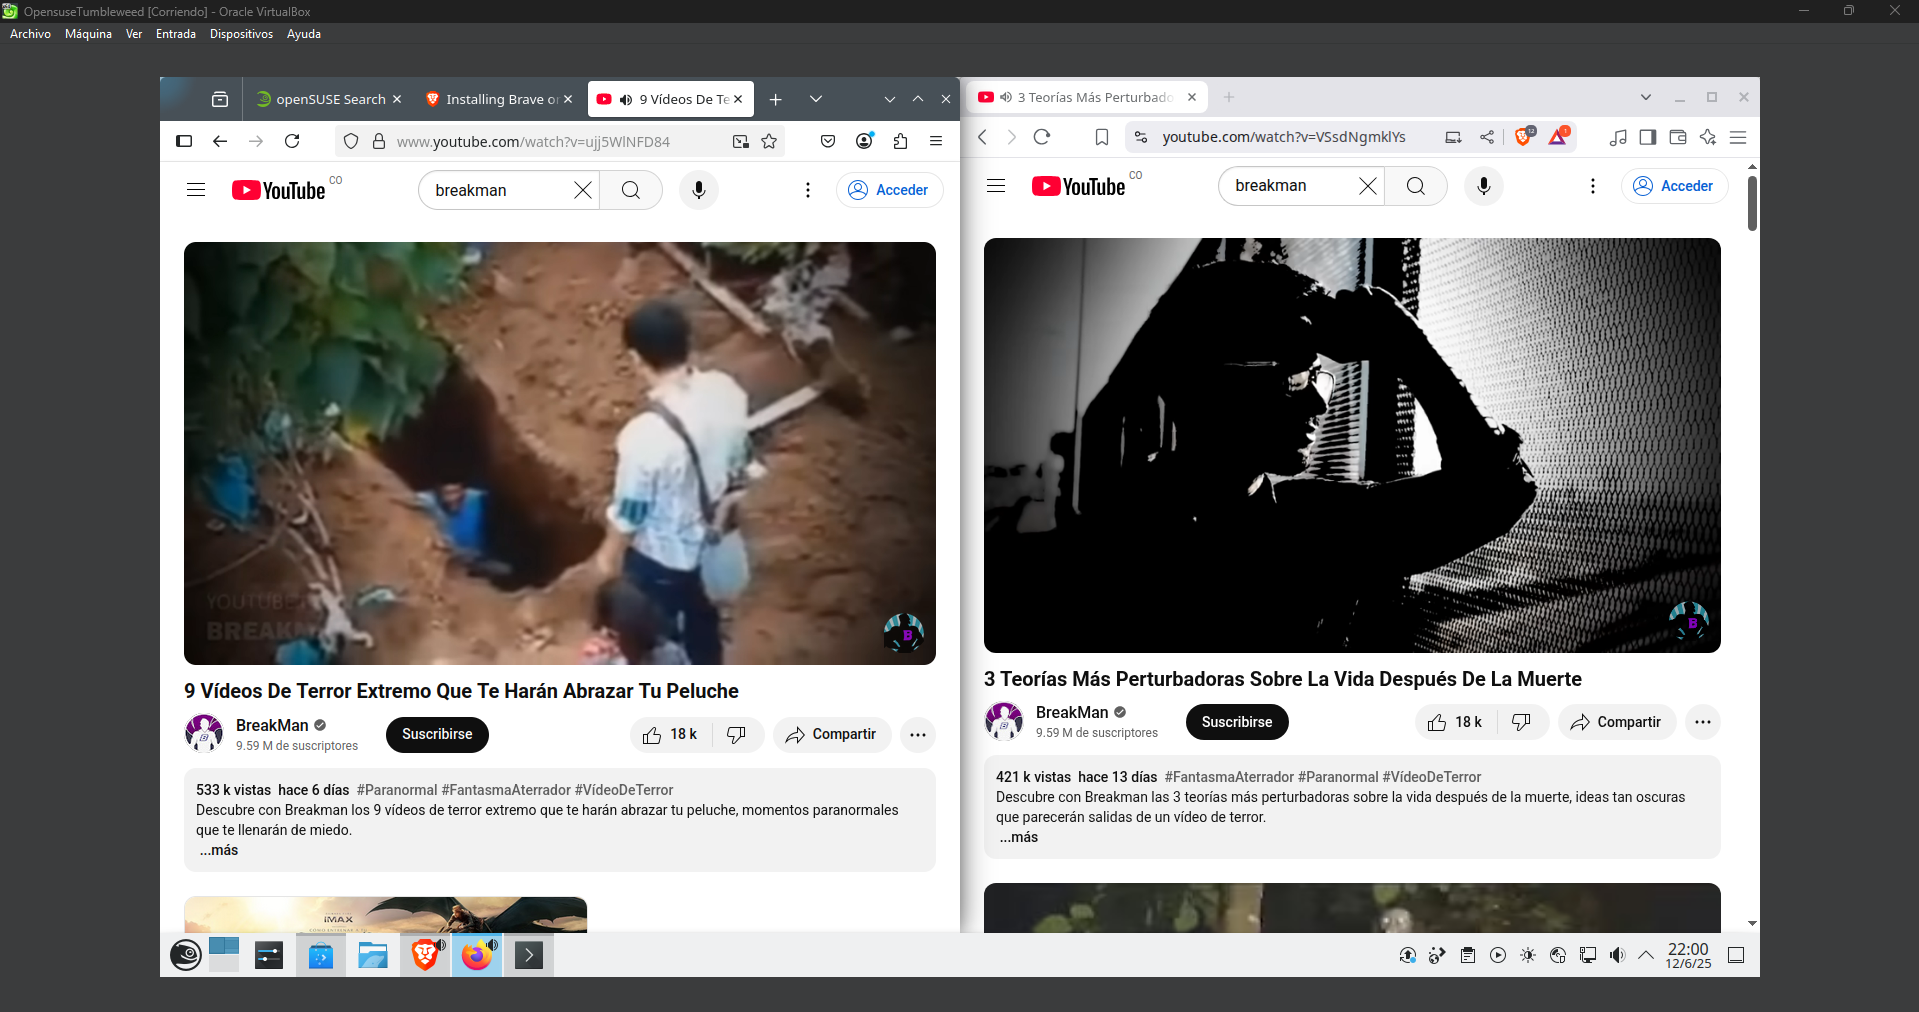 OpensuseTumbleweed [Corriendo] - Oracle VirtualBox
Archivo Máquina Ver Entrada Dispositivos Ayuda
openSUSE Search
Installing Brave or
9 Vídeos De Te
www.youtube.com/watch?v=ujj5WlNFD84
YouTube CO
breakman
Acceder
YOUTUBE
BREAKM
B
9 Vídeos De Terror Extremo Que Te Harán Abrazar Tu Peluche
BreakMan
9.59 M de suscriptores
Suscribirse
18 k
Compartir
533 k vistas hace 6 días #Paranormal #FantasmaAterrador #VídeoDeTerror
Descubre con Breakman los 9 vídeos de terror extremo que te harán abrazar tu peluche, momentos paranormales
que te llenarán de miedo.
...más
IMAX
3 Teorías Más Perturbado
youtube.com/watch?v=VSsdNgmklYs
12
1
YouTube CO
breakman
Acceder
B
3 Teorías Más Perturbadoras Sobre La Vida Después De La Muerte
BreakMan
9.59 M de suscriptores
Suscribirse
18 k
Compartir
421 k vistas hace 13 días #FantasmaAterrador #Paranormal #VídeoDeTerror
Descubre con Breakman las 3 teorías más perturbadoras sobre la vida después de la muerte, ideas tan oscuras
que parecerán salidas de un vídeo de terror.
...más
22:00
12/6/25